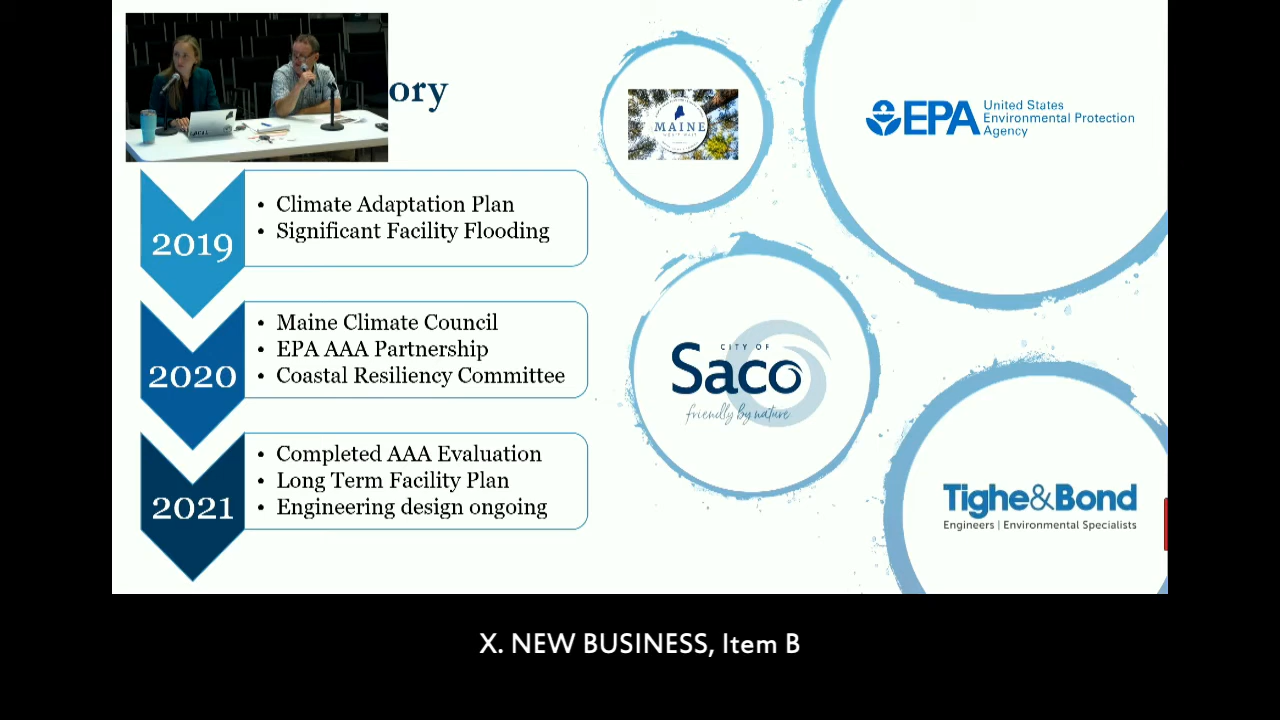 ory
2019
• Climate Adaptation Plan
• Significant Facility Flooding
2020
• Maine Climate Council
• EPA AAA Partnership
• Coastal Resiliency Committee
2021
• Completed AAA Evaluation
• Long Term Facility Plan
• Engineering design ongoing
MAINE
EPA United States
Environmental Protection
Agency
CITY OF
Saco
friendly by nature
Tighe&Bond
Engineers | Environmental Specialists
X. NEW BUSINESS, Item B